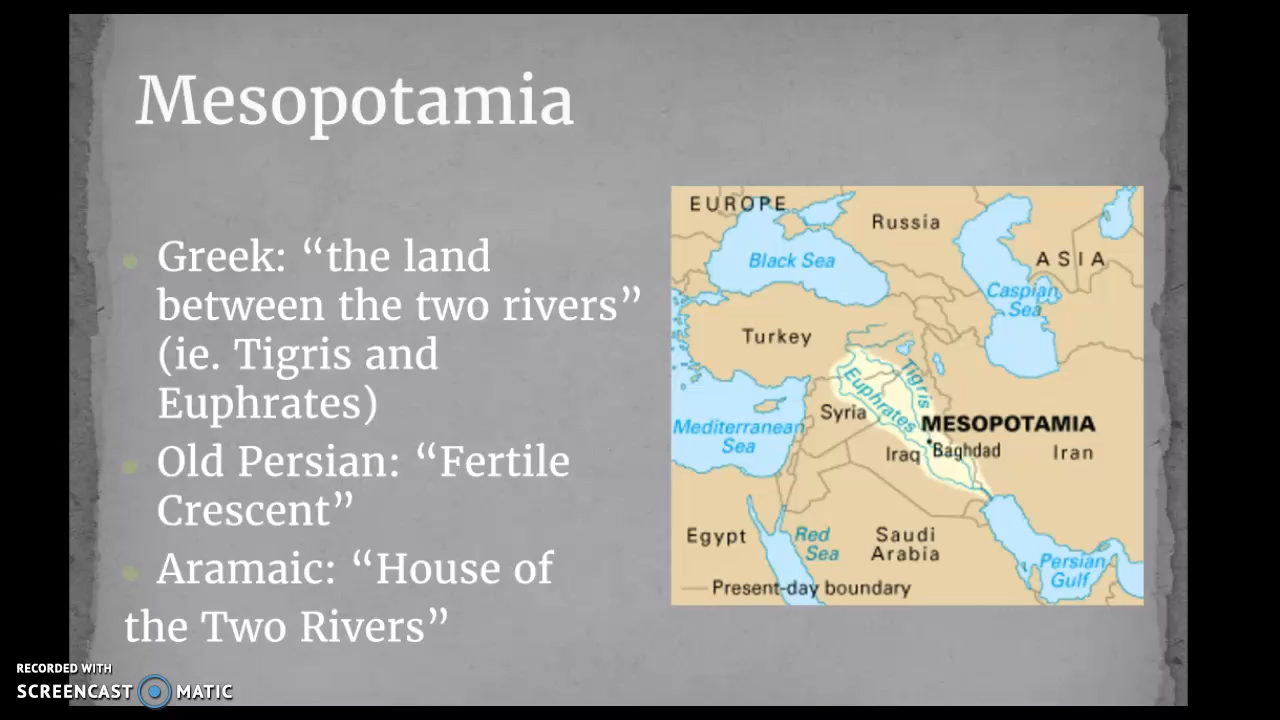 Mesopotamia
Greek: “the land
between the two rivers”
(ie. Tigris and
Euphrates)
Old Persian: “Fertile
Crescent”
Aramaic: “House of
the Two Rivers”
EUROPE
Russia
Black Sea
ASIA
Caspian
Sea
Turkey
Tigris
Euphrates
Syria
MESOPOTAMIA
Mediterranean
Sea
Iraq
Baghdad
Iran
Egypt
Red
Sea
Saudi
Arabia
Persian
Gulf
Present-day boundary
RECORDED WITH
SCREENCAST MATIC